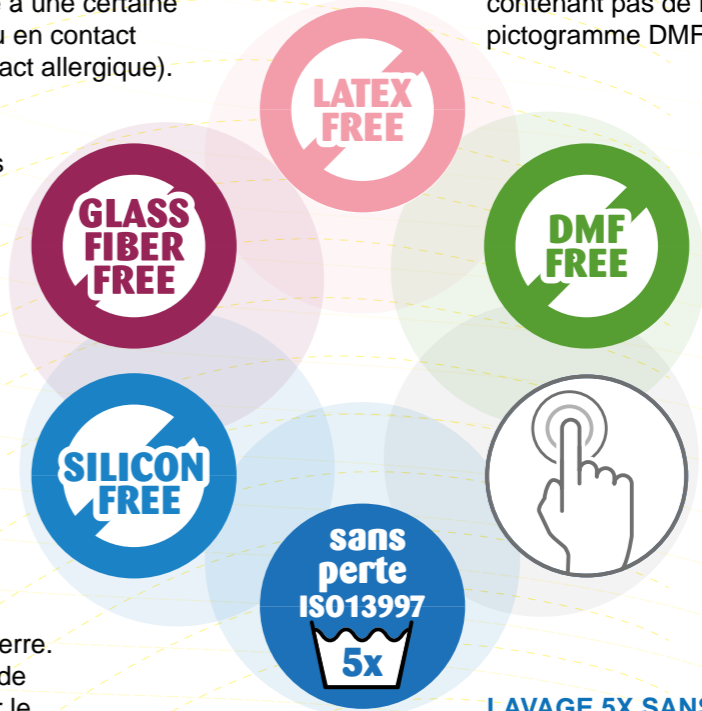 à une certaine
en contact
allergique).
contenant pas de
pictogramme DMF
LATEX
FREE
GLASS
FIBER
FREE
DMF
FREE
SILICON
FREE
sans
perte
ISO13997
5x
erre.
de
le
LAVAGE 5X SANS